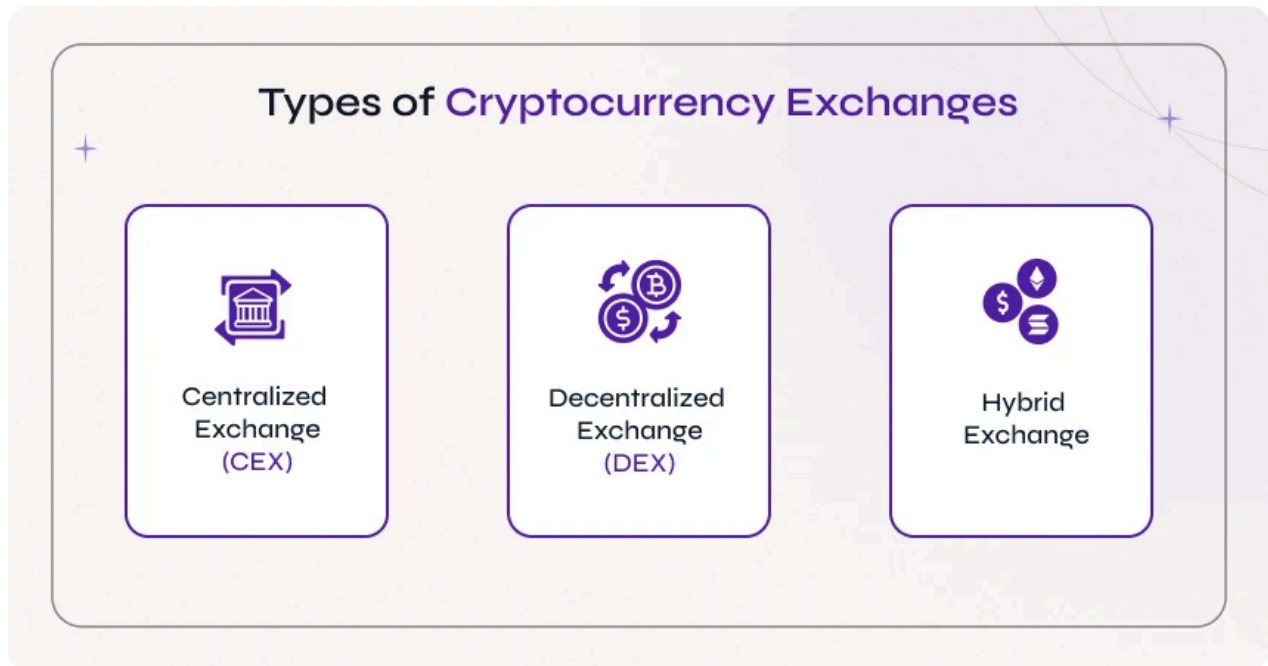 Types of Cryptocurrency Exchanges
Centralized
Exchange
(CEX)
Decentralized
Exchange
(DEX)
Hybrid
Exchange